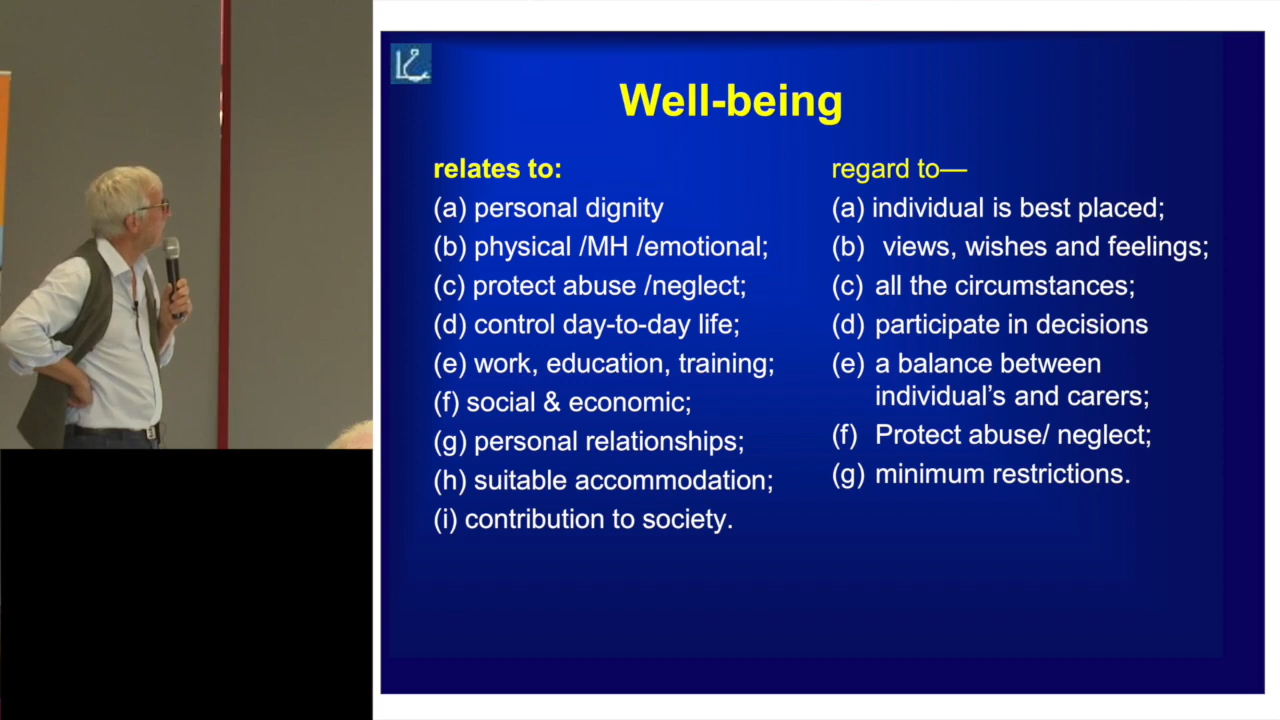 Well-being
relates to:
(a) personal dignity
(b) physical /MH /emotional;
(c) protect abuse /neglect;
(d) control day-to-day life;
(e) work, education, training;
(f) social & economic;
(g) personal relationships;
(h) suitable accommodation;
(i) contribution to society.
regard to—
(a) individual is best placed;
(b) views, wishes and feelings;
(c) all the circumstances;
(d) participate in decisions
(e) a balance between
individual’s and carers;
(f) Protect abuse/ neglect;
(g) minimum restrictions.